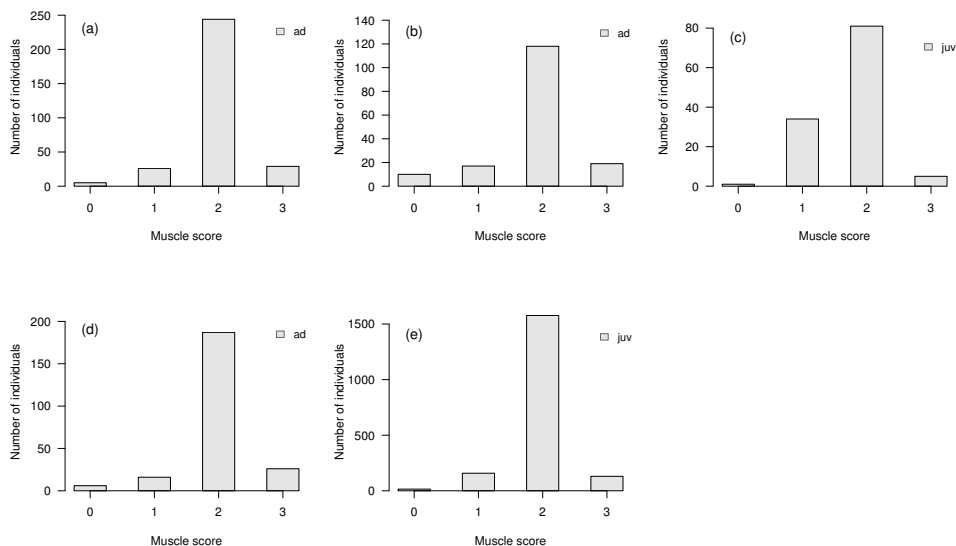 (a)
ad
Number of individuals
250
200
150
100
50
0
0 1 2 3
Muscle score
(b)
ad
Number of individuals
140
120
100
80
60
40
20
0
0 1 2 3
Muscle score
(c)
juv
Number of individuals
80
60
40
20
0
0 1 2 3
Muscle score
(d)
ad
Number of individuals
200
150
100
50
0
0 1 2 3
Muscle score
(e)
juv
Number of individuals
1500
1000
500
0
0 1 2 3
Muscle score